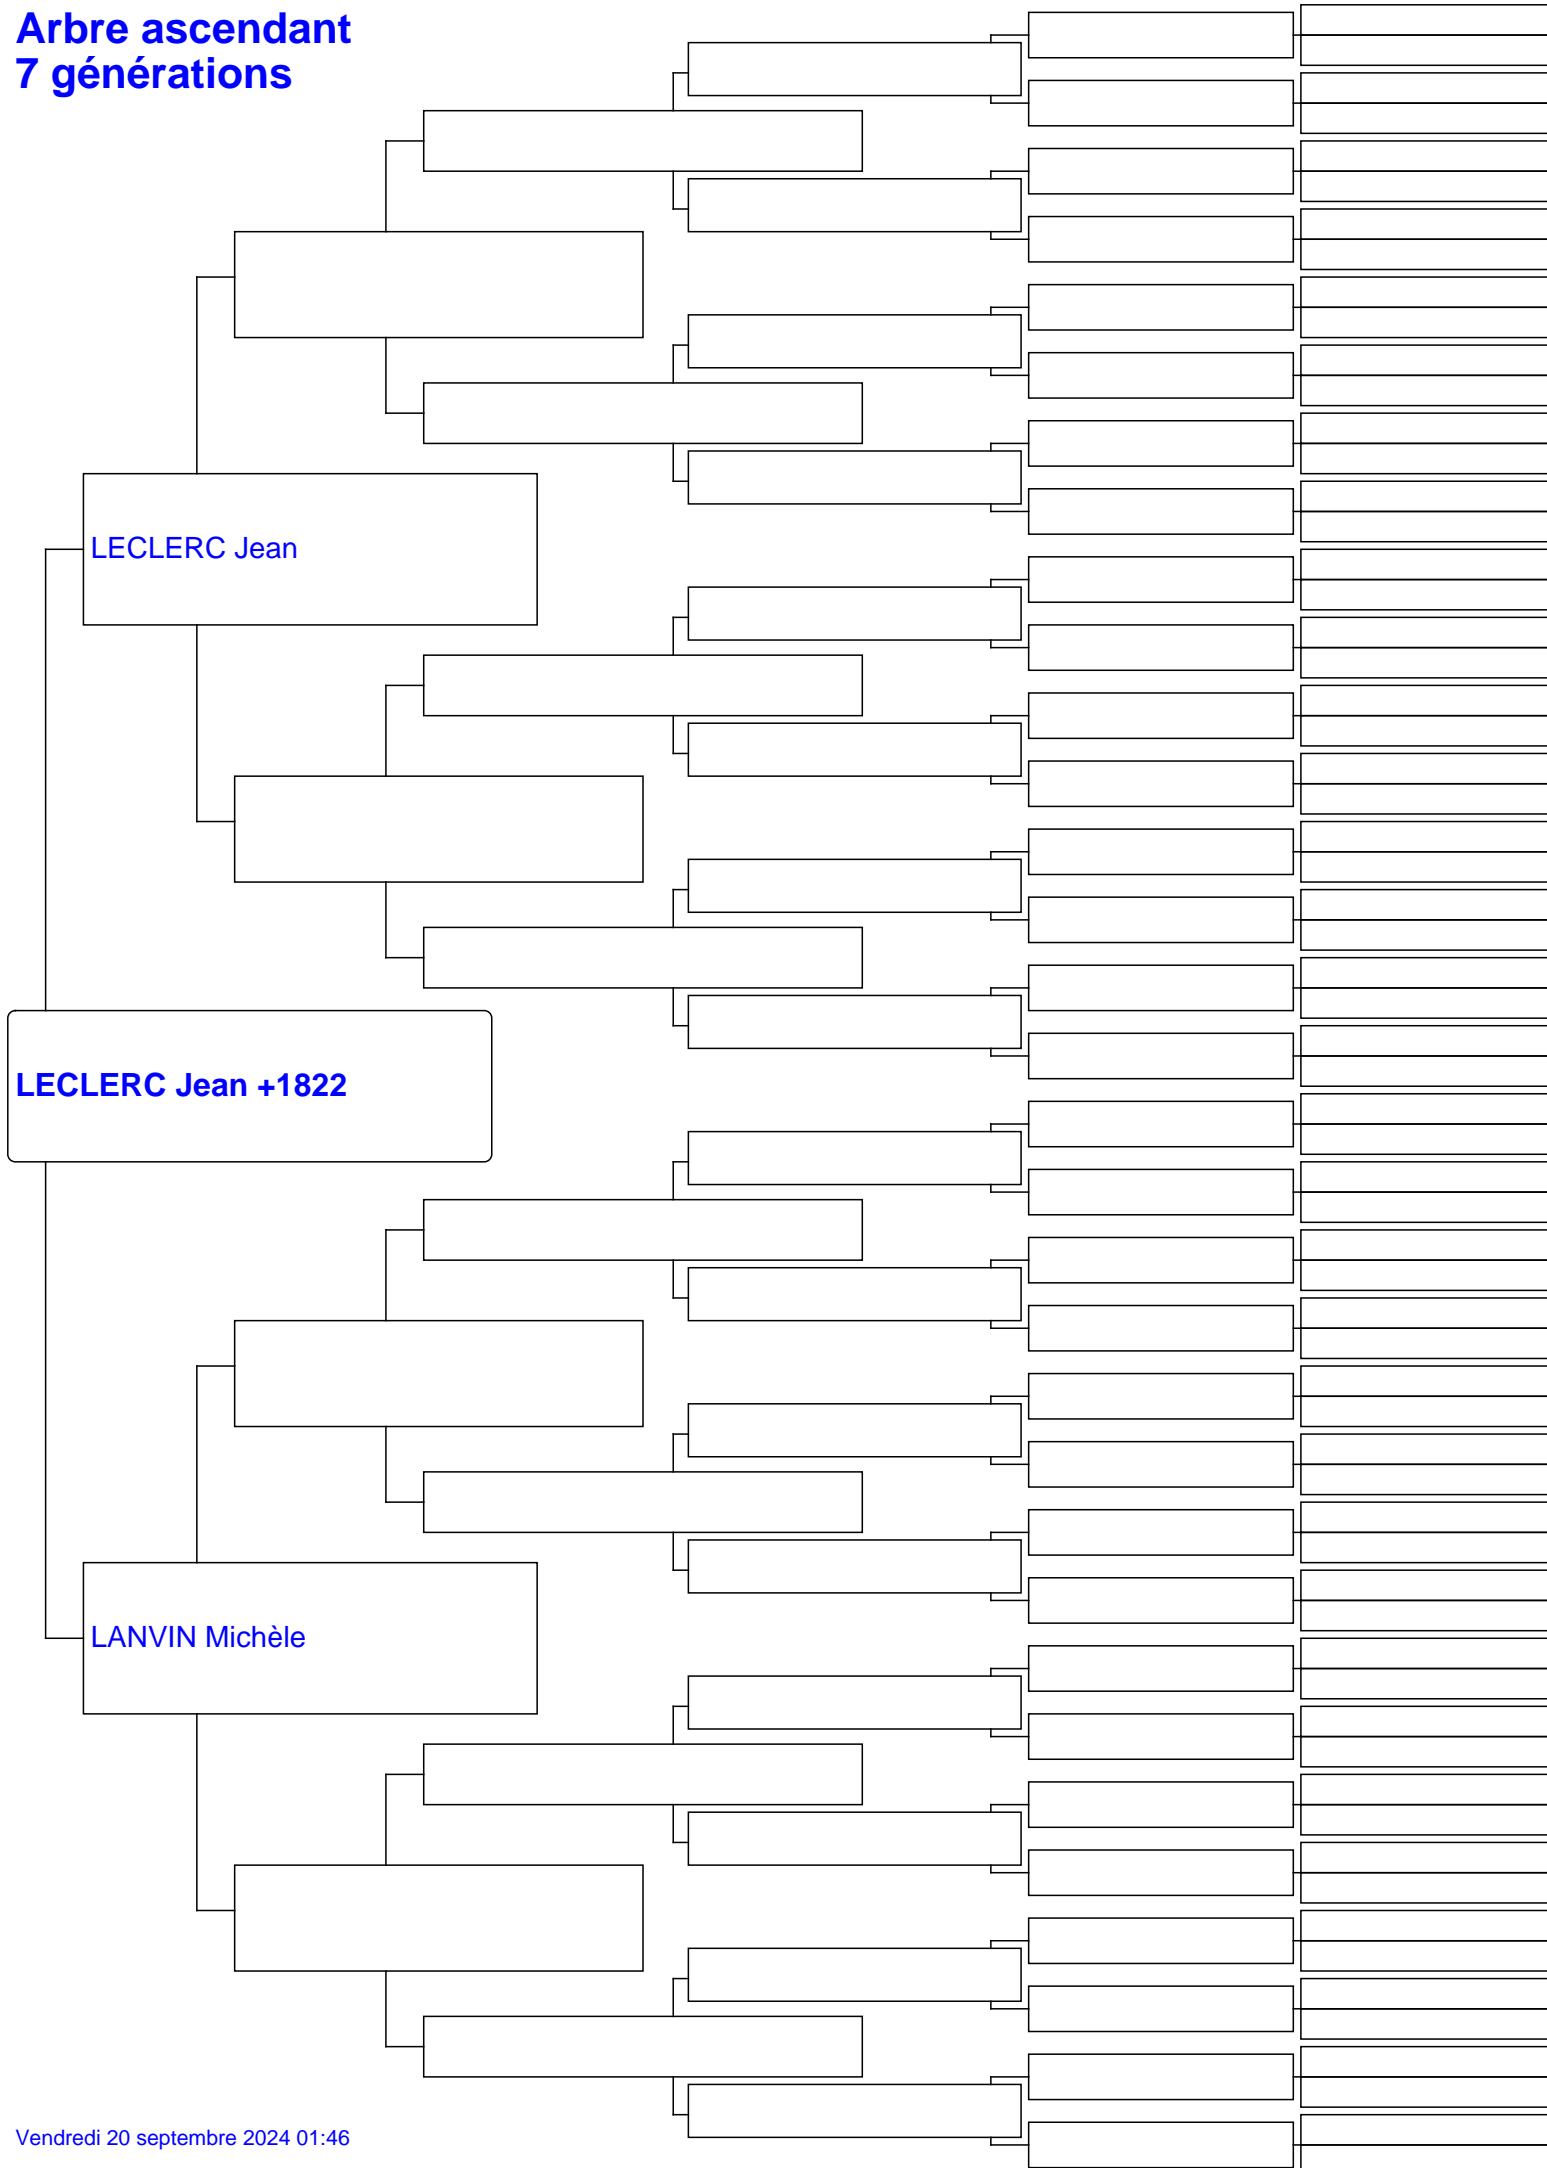 Arbre ascendant
7 générations
LECLERC Jean
LECLERC Jean +1822
LANVIN Michèle
Vendredi 20 septembre 2024 01:46